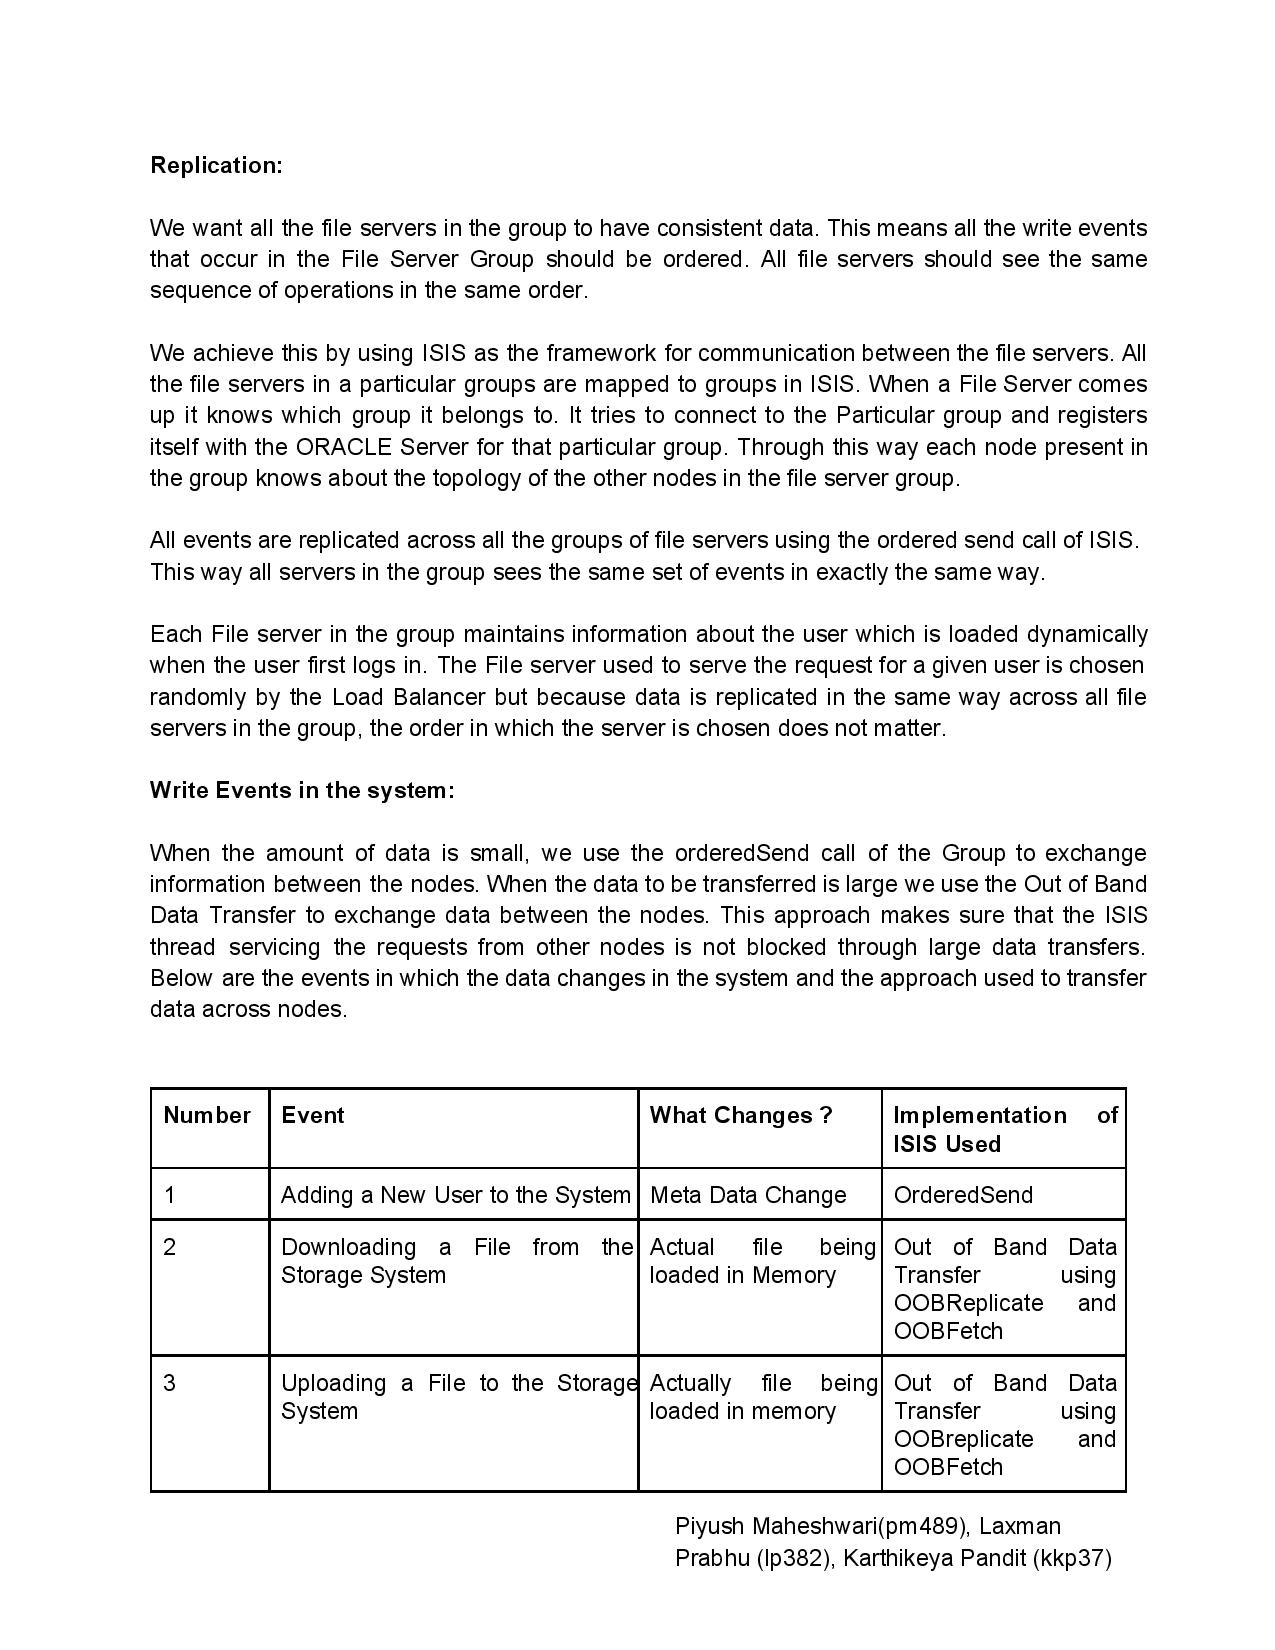 Replication:
We want all the file servers in the group to have consistent data. This means all the write events
that occur in the File Server Group should be ordered. All file servers should see the same
sequence of operations in the same order.
We achieve this by using ISIS as the framework for communication between the file servers. All
the file servers in a particular groups are mapped to groups in ISIS. When a File Server comes
up it knows which group it belongs to. It tries to connect to the Particular group and registers
itself with the ORACLE Server for that particular group. Through this way each node present in
the group knows about the topology of the other nodes in the file server group.
All events are replicated across all the groups of file servers using the ordered send call of ISIS.
This way all servers in the group sees the same set of events in exactly the same way.
Each File server in the group maintains information about the user which is loaded dynamically
when the user first logs in. The File server used to serve the request for a given user is chosen
randomly by the Load Balancer but because data is replicated in the same way across all file
servers in the group, the order in which the server is chosen does not matter.
Write Events in the system:
When the amount of data is small, we use the orderedSend call of the Group to exchange
information between the nodes. When the data to be transferred is large we use the Out of Band
Data Transfer to exchange data between the nodes. This approach makes sure that the ISIS
thread servicing the requests from other nodes is not blocked through large data transfers.
Below are the events in which the data changes in the system and the approach used to transfer
data across nodes.
Number Event What Changes ? Implementation of
ISIS Used
1 Adding a New User to the System Meta Data Change OrderedSend
2 Downloading a File from the Actual file being Out of Band Data
Storage System loaded in Memory Transfer using
OOBReplicate and
OOBFetch
3 Uploading a File to the Storage Actually file being Out of Band Data
System loaded in memory Transfer using
OOBreplicate and
OOBFetch
Piyush Maheshwari(pm489), Laxman
Prabhu (lp382), Karthikeya Pandit (kkp37)